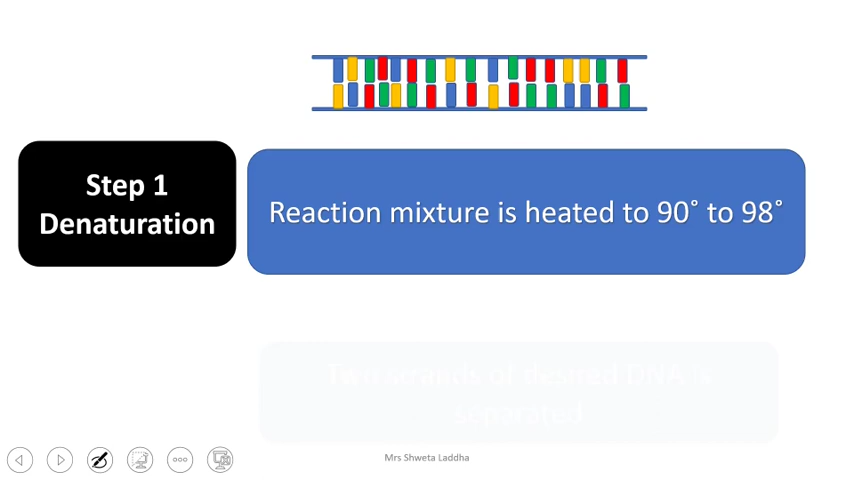 Step 1
Denaturation
Reaction mixture is heated to 90˚ to 98˚
Two strands of desired DNA is
separated
Mrs Shweta Laddha